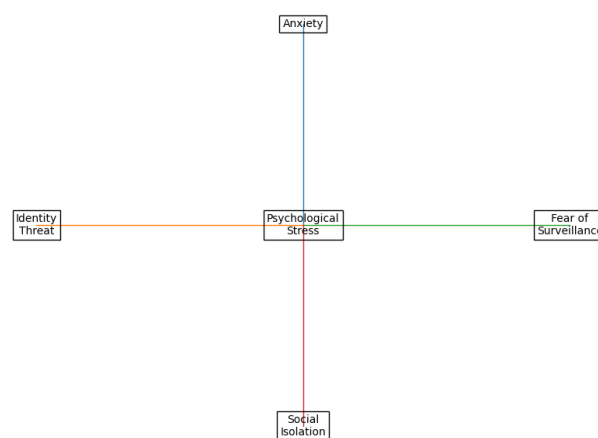 Anxiety
Identity
Threat
Psychological
Stress
Fear of
Surveillance
Social
Isolation